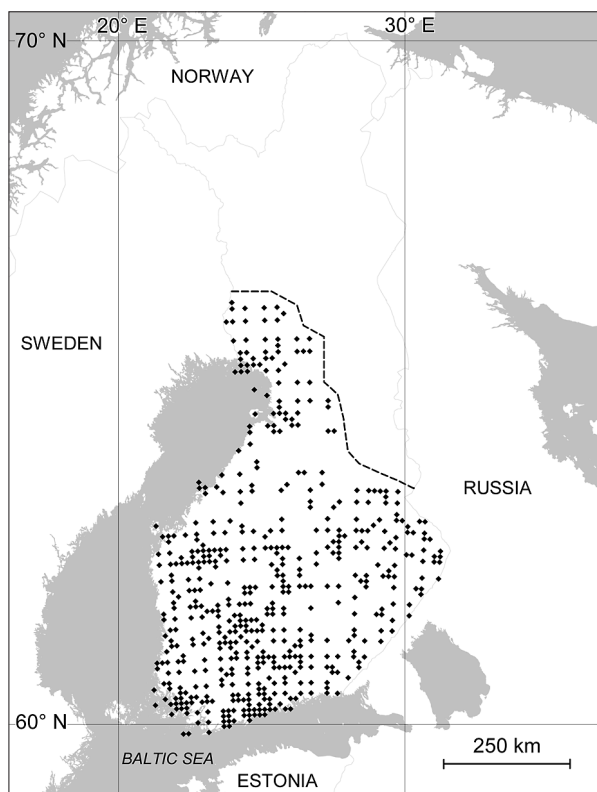 20° E
30° E
70° N
NORWAY
SWEDEN
RUSSIA
60° N
250 km
BALTIC SEA
ESTONIA